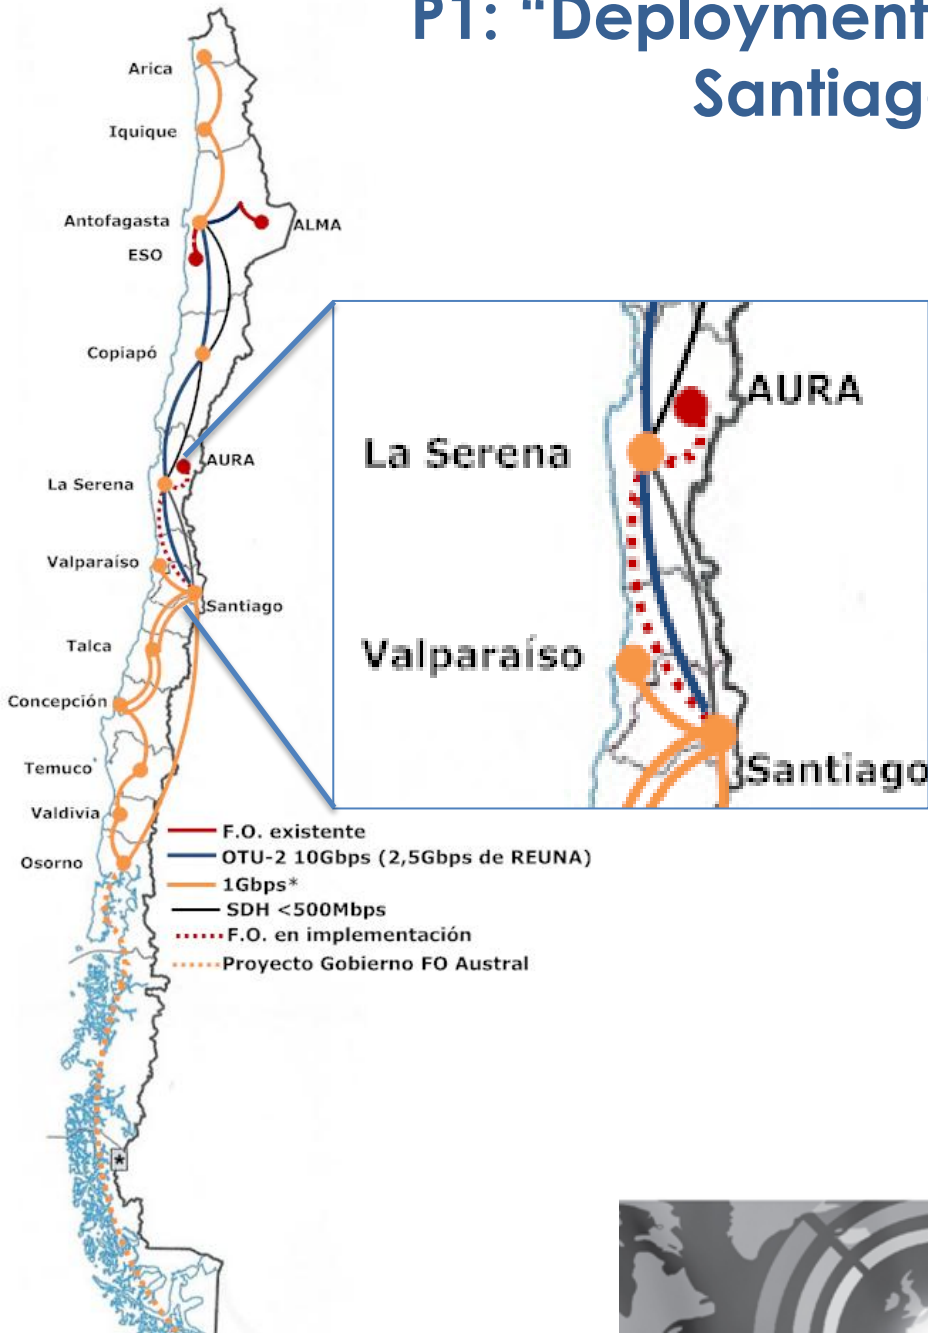 P1: “Deployment
Santiag
Arica
Iquique
Antofagasta
ALMA
ESO
Copiapó
AURA
La Serena
Valparaíso
Santiago
Talca
Concepción
Temuco
Valdivia
Osorno
AURA
La Serena
Valparaíso
Santiago
F.O. existente
OTU-2 10Gbps (2,5Gbps de REUNA)
1Gbps*
SDH <500Mbps
F.O. en implementación
Proyecto Gobierno FO Austral
*